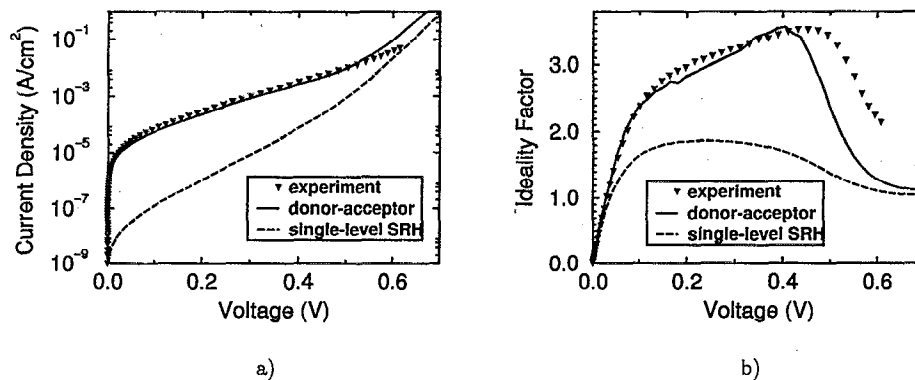 Current Density (A/cm²)
10⁻¹
10⁻³
10⁻⁵
10⁻⁷
10⁻⁹
experiment
donor-acceptor
single-level SRH
0.0 0.2 0.4 0.6
Voltage (V)
a)
Ideality Factor
3.0
2.0
1.0
0.0
experiment
donor-acceptor
single-level SRH
0.0 0.2 0.4 0.6
Voltage (V)
b)